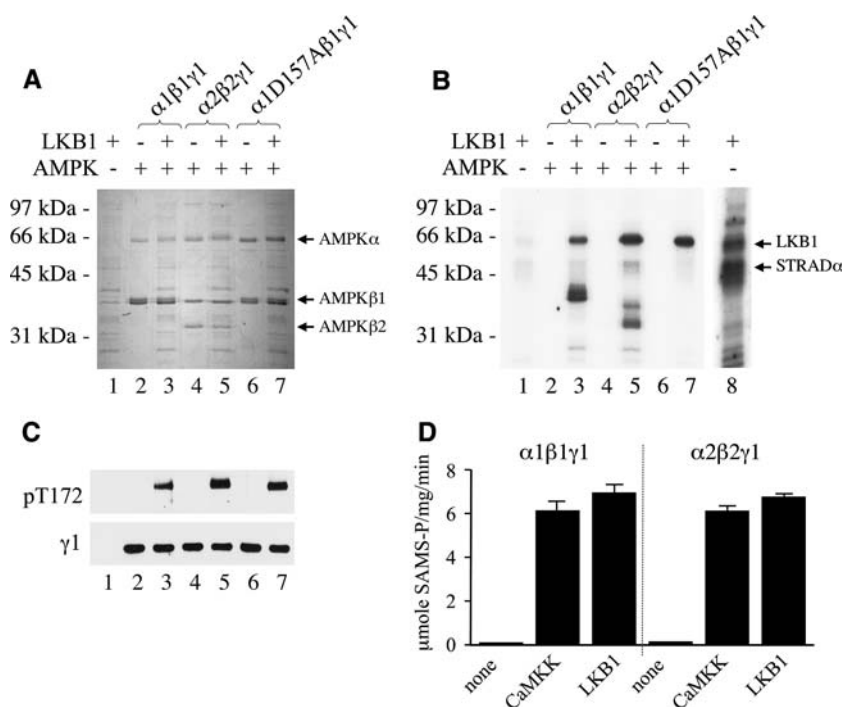 A
α1β1γ1
α2β2γ1
α1D157Aβ1γ1
LKB1 + - + - + - +
AMPK - + + + + + +
97 kDa -
66 kDa -
45 kDa -
31 kDa -
AMPKα
AMPKβ1
AMPKβ2
1 2 3 4 5 6 7
B
α1β1γ1
α2β2γ1
α1D157Aβ1γ1
LKB1 + - + - + - + +
AMPK - + + + + + + -
97 kDa -
66 kDa -
45 kDa -
31 kDa -
LKB1
STRADα
1 2 3 4 5 6 7 8
C
pT172
γ1
1 2 3 4 5 6 7
D
α1β1γ1 α2β2γ1
μmole SAMS-P/mg/min
8
6
4
2
0
none CaMKK LKB1 none CaMKK LKB1